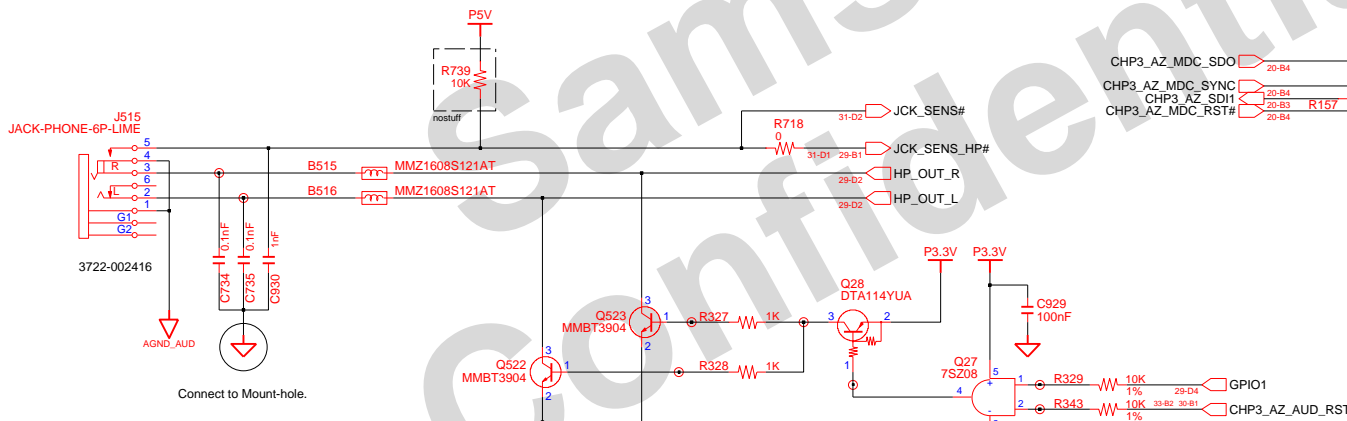 P5V
R739
10K
nostuff
J515
JACK-PHONE-6P-LIME
5
4
R
3
6
L
2
1
G1
G2
3722-002416
AGND_AUD
0.1nF
C734
0.1nF
C735
1nF
C930
Connect to Mount-hole.
B515
MMZ1608S121AT
B516
MMZ1608S121AT
31-D2
JCK_SENS#
R718
0
31-D1
29-B1
JCK_SENS_HP#
29-D2
HP_OUT_R
29-D2
HP_OUT_L
CHP3_AZ_MDC_SDO
20-B4
CHP3_AZ_MDC_SYNC
20-B4
CHP3_AZ_SDI1
20-B3
R157
CHP3_AZ_MDC_RST#
20-B4
Q523
MMBT3904
3
1
2
R327
1K
Q522
MMBT3904
3
1
2
R328
1K
Q28
DTA114YUA
3
2
1
P3.3V
P3.3V
C929
100nF
Q27
7SZ08
5
+
4
-
1
2
R329
10K
1%
29-D4
GPIO1
R343
10K
1%
33-B2
30-B1
CHP3_AZ_AUD_RST
Confidenti